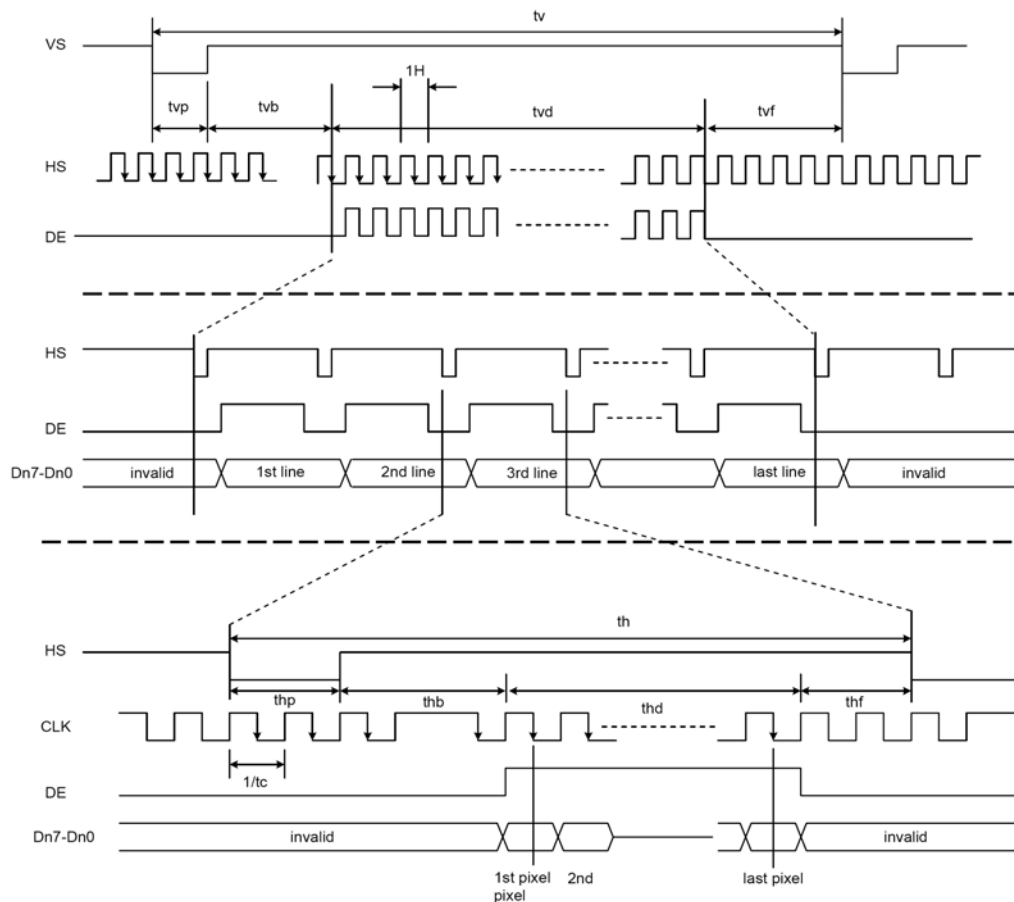 tv
VS
1H
tvp
tvb
tvd
tvf
HS
DE
HS
DE
Dn7-Dn0
invalid
1st line
2nd line
3rd line
last line
invalid
th
HS
thp
thb
thd
thf
CLK
1/tc
DE
Dn7-Dn0
invalid
invalid
1st pixel 2nd
pixel
last pixel